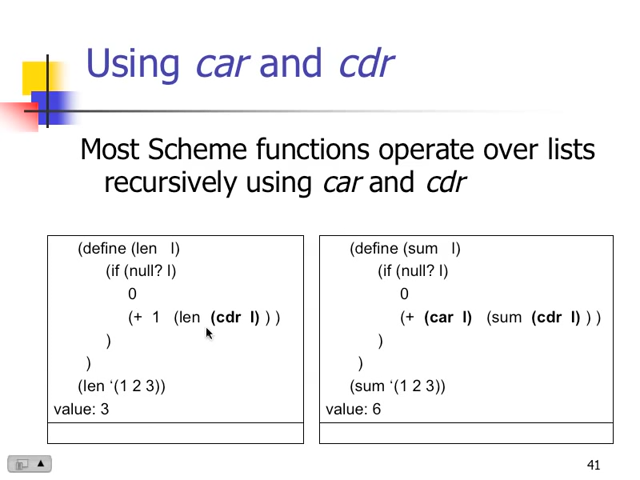 Using car and cdr
Most Scheme functions operate over lists
recursively using car and cdr
(define (len l)
(if (null? l)
0
(+ 1 (len (cdr l) ) )
)
)
(len ‘(1 2 3))
value: 3
(define (sum l)
(if (null? l)
0
(+ (car l) (sum (cdr l) ) )
)
)
(sum ‘(1 2 3))
value: 6
41